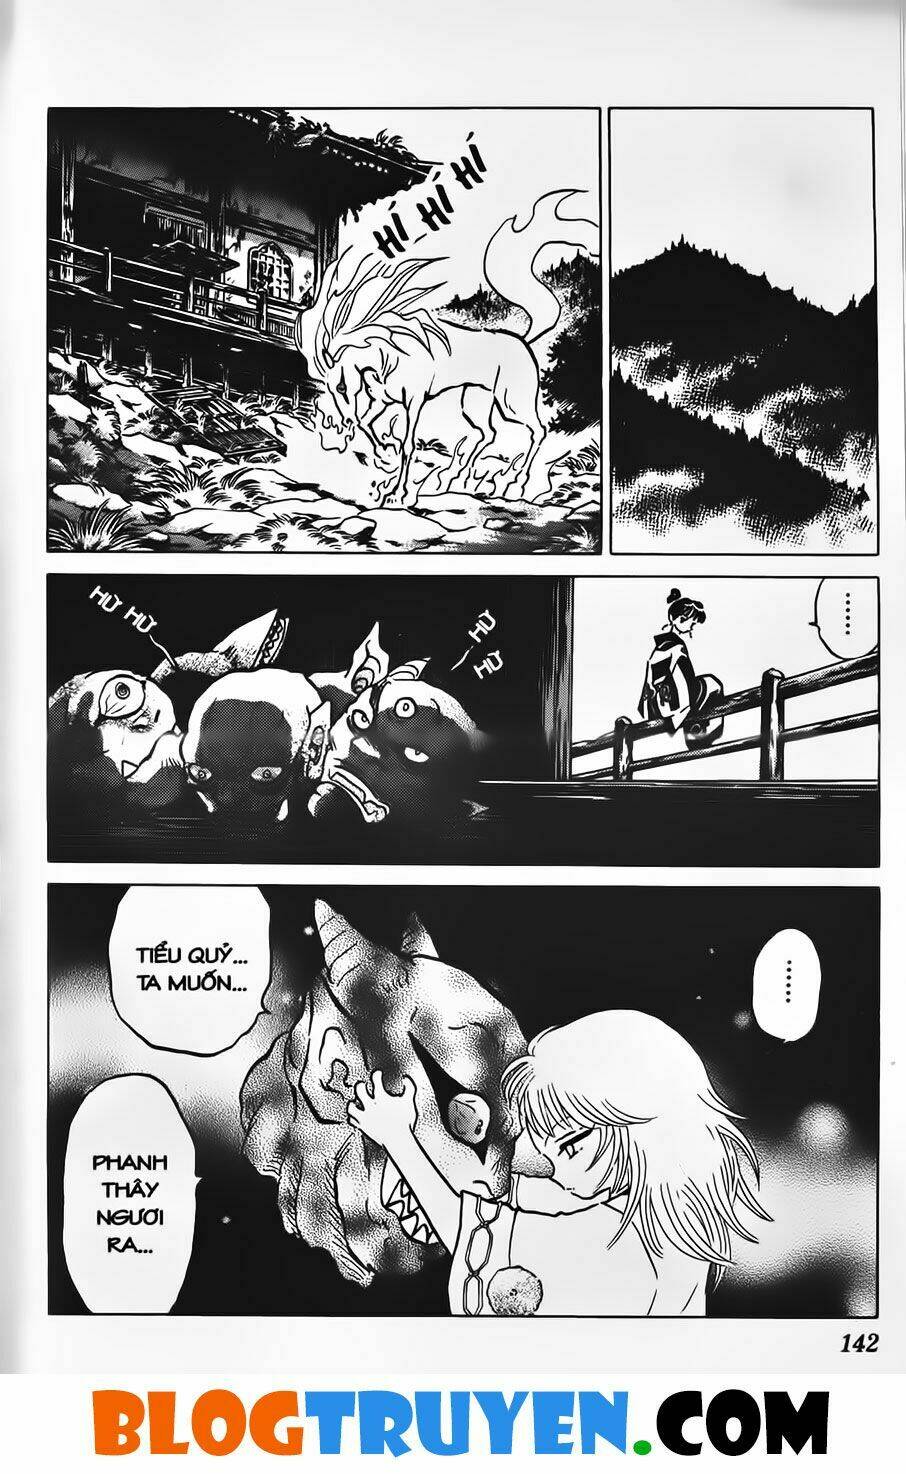 HÍ HÍ HÍ
HỪ HỪ
HỪ
HỪ
........
TIỂU QUỶ...
TA MUỐN...
........
PHANH
THÂY
NGƯƠI
RA...
142
BLOGTRUYEN.COM